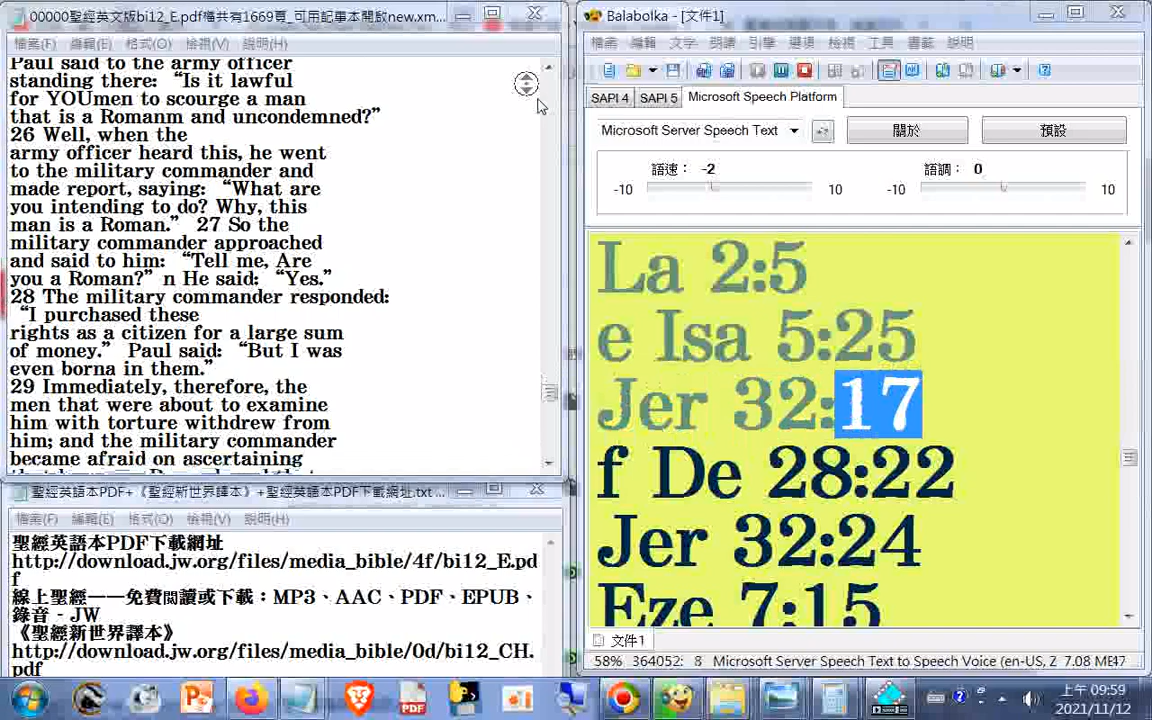 00000聖經英文版bi12_E.pdf檔共有1669頁_可用記事本開啟new.xm...
檔案(F) 編輯(E) 格式(O) 檢視(V) 說明(H)
Paul said to the army officer
standing there: “Is it lawful
for YOUmen to scourge a man
that is a Romanm and uncondemned?”
26 Well, when the
army officer heard this, he went
to the military commander and
made report, saying: “What are
you intending to do? Why, this
man is a Roman.” 27 So the
military commander approached
and said to him: “Tell me, Are
you a Roman?” n He said: “Yes.”
28 The military commander responded:
“I purchased these
rights as a citizen for a large sum
of money.” Paul said: “But I was
even borna in them.”
29 Immediately, therefore, the
men that were about to examine
him with torture withdrew from
him; and the military commander
became afraid on ascertaining
聖經英語本PDF+《聖經新世界譯本》+聖經英語本PDF下載網址.txt ...
檔案(F) 編輯(E) 格式(O) 檢視(V) 說明(H)
聖經英語本PDF下載網址
http://download.jw.org/files/media_bible/4f/bi12_E.pd
f
線上聖經——免費閱讀或下載：MP3、AAC、PDF、EPUB、
錄音 - JW
《聖經新世界譯本》
http://download.jw.org/files/media_bible/0d/bi12_CH.
pdf
Balabolka - [文件1]
檔案 編輯 文字 朗讀 引擎 選項 檢視 工具 書籤 說明
SAPI 4 SAPI 5 Microsoft Speech Platform
Microsoft Server Speech Text 關於 預設
語速： -2 語調： 0
-10 10 -10 10
La 2:5
e Isa 5:25
Jer 32:17
f De 28:22
Jer 32:24
Eze 7:15
文件1
58% 364052: 8 Microsoft Server Speech Text to Speech Voice (en-US, Z 7.08 ME47
上午 09:59
2021/11/12